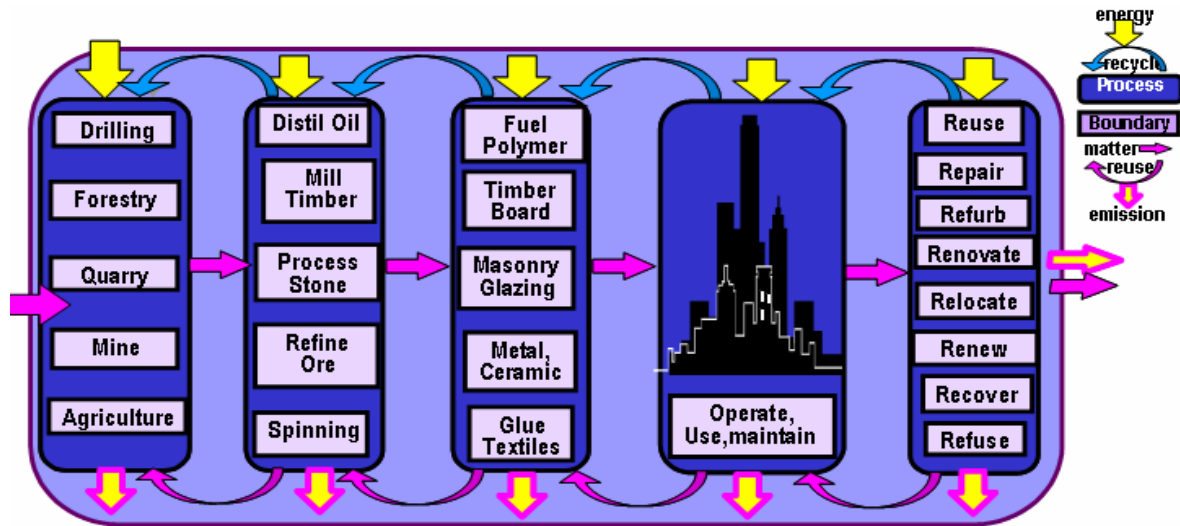 Drilling
Forestry
Quarry
Mine
Agriculture
Distil Oil
Mill
Timber
Process
Stone
Refine
Ore
Spinning
Fuel
Polymer
Timber
Board
Masonry
Glazing
Metal,
Ceramic
Glue
Textiles
Operate,
Use,maintain
Reuse
Repair
Refurb
Renovate
Relocate
Renew
Recover
Refuse
energy
recycle
Process
Boundary
matter
reuse
emission